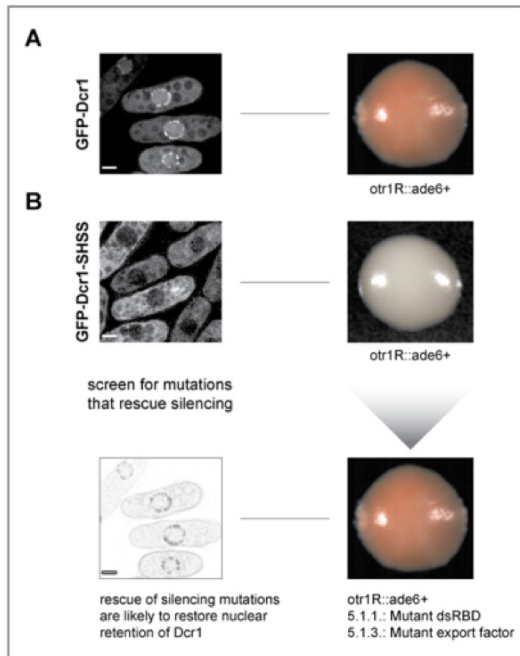 A
GFP-Dcr1
otr1R::ade6+
B
GFP-Dcr1-SHSS
otr1R::ade6+
screen for mutations
that rescue silencing
rescue of silencing mutations
are likely to restore nuclear
retention of Dcr1
otr1R::ade6+
5.1.1.: Mutant dsRBD
5.1.3.: Mutant export factor